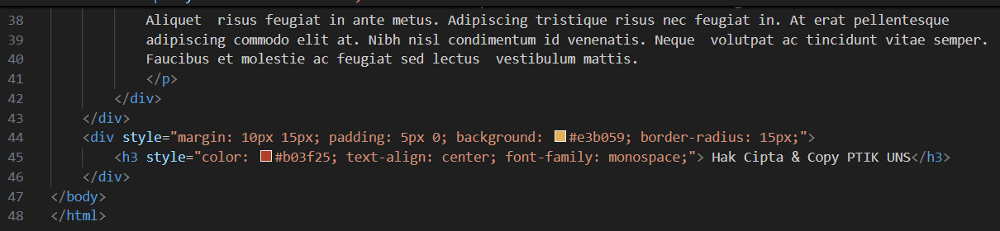 38 Aliquet  risus feugiat in ante metus. Adipiscing tristique risus nec feugiat in. At erat pellentesque
39 adipiscing commodo elit at. Nibh nisl condimentum id venenatis. Neque  volutpat ac tincidunt vitae semper.
40 Faucibus et molestie ac feugiat sed lectus  vestibulum mattis.
41 </p>
42 </div>
43 </div>
44 <div style="margin: 10px 15px; padding: 5px 0; background: #e3b059; border-radius: 15px;">
45 <h3 style="color: #b03f25; text-align: center; font-family: monospace;"> Hak Cipta & Copy PTIK UNS</h3>
46 </div>
47 </body>
48 </html>